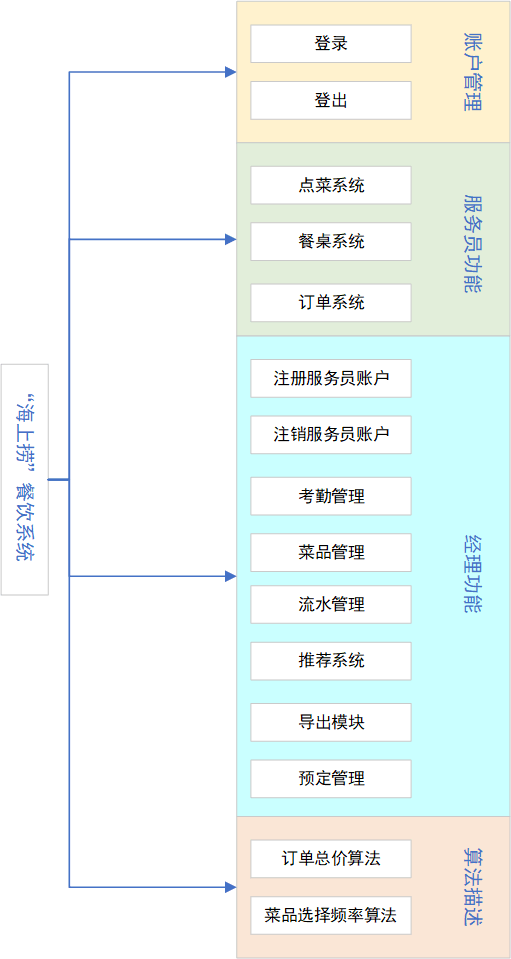 “海上捞”餐饮系统
账户管理
登录
登出
服务员功能
点菜系统
餐桌系统
订单系统
经理功能
注册服务员账户
注销服务员账户
考勤管理
菜品管理
流水管理
推荐系统
导出模块
预定管理
算法描述
订单总价算法
菜品选择频率算法